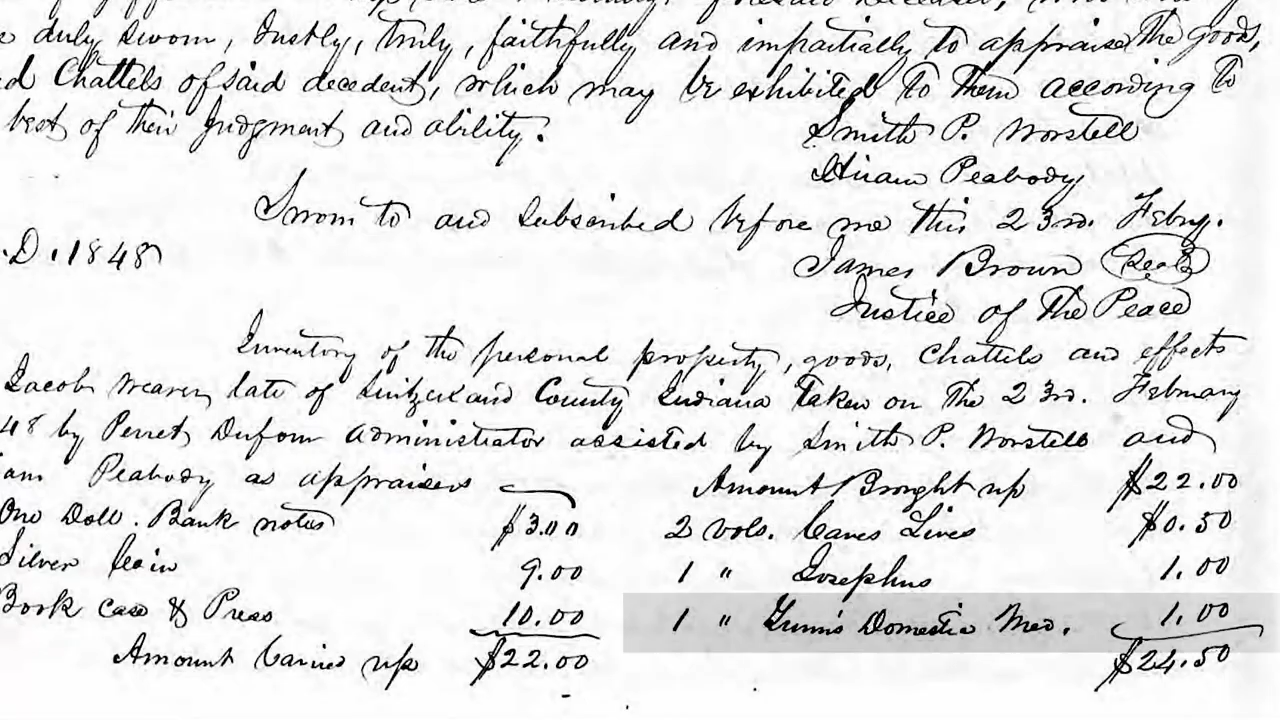 duly sworn, Justly, truly, faithfully and impartially to appraise the goods,
d Chattels of said decedent, which may be exhibited to them according to
best of their Judgment and ability.
Smith P. Worstell
Hiram Peabody
Sworn to and Subscribed before me this 23rd. Febry.
.D. 1848
James Brown Seal
Justice of the Peace
Inventory of the personal property, goods, Chattels and effects
Jacob Weaver late of Switzerland County Indiana Taken on the 23rd. February
48 by Perret Dufour administrator assisted by Smith P. Worstell and
am Peabody as appraisers
Amount Brought up $22.00
One Doll. Bank notes $3.00
2 vols. Caves Lives $0.50
Silver Coin 9.00
1 " Josephus 1.00
Book case & Press 10.00
1 " Gunn's Domestic Med. 1.00
Amount Carried up $22.00
$24.50